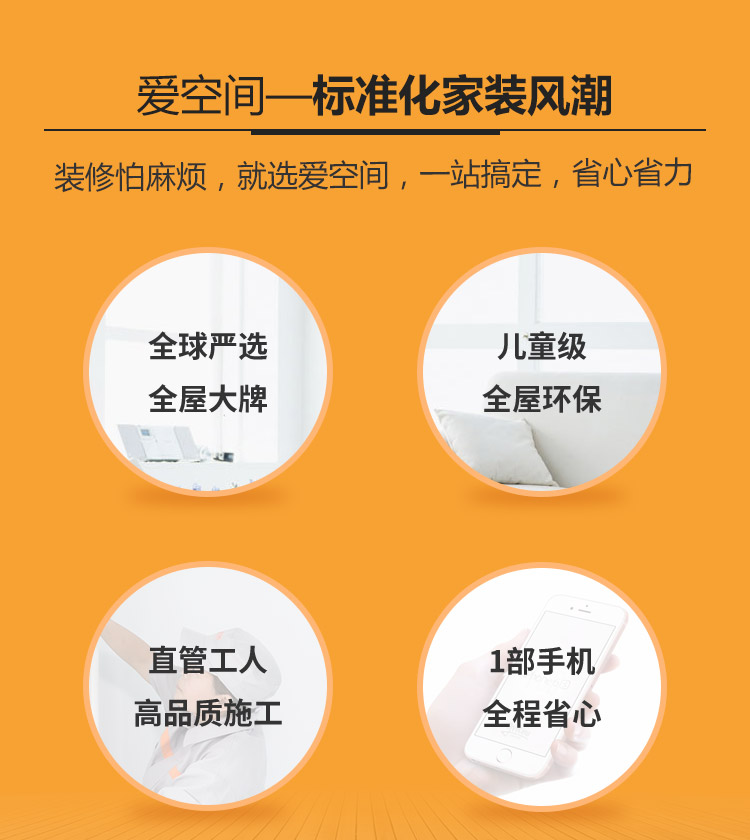 爱空间—标准化家装风潮
装修怕麻烦，就选爱空间，一站搞定，省心省力
全球严选
全屋大牌
儿童级
全屋环保
直管工人
高品质施工
1部手机
全程省心